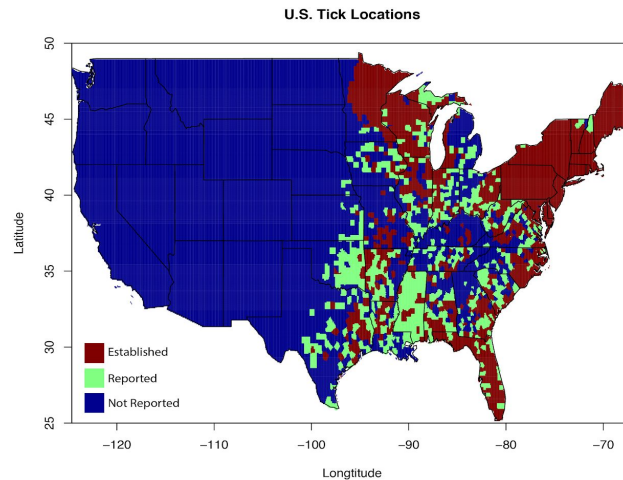 U.S. Tick Locations
50
45
40
35
30
25
Latitude
Established
Reported
Not Reported
−120
−110
−100
−90
−80
−70
Longtitude